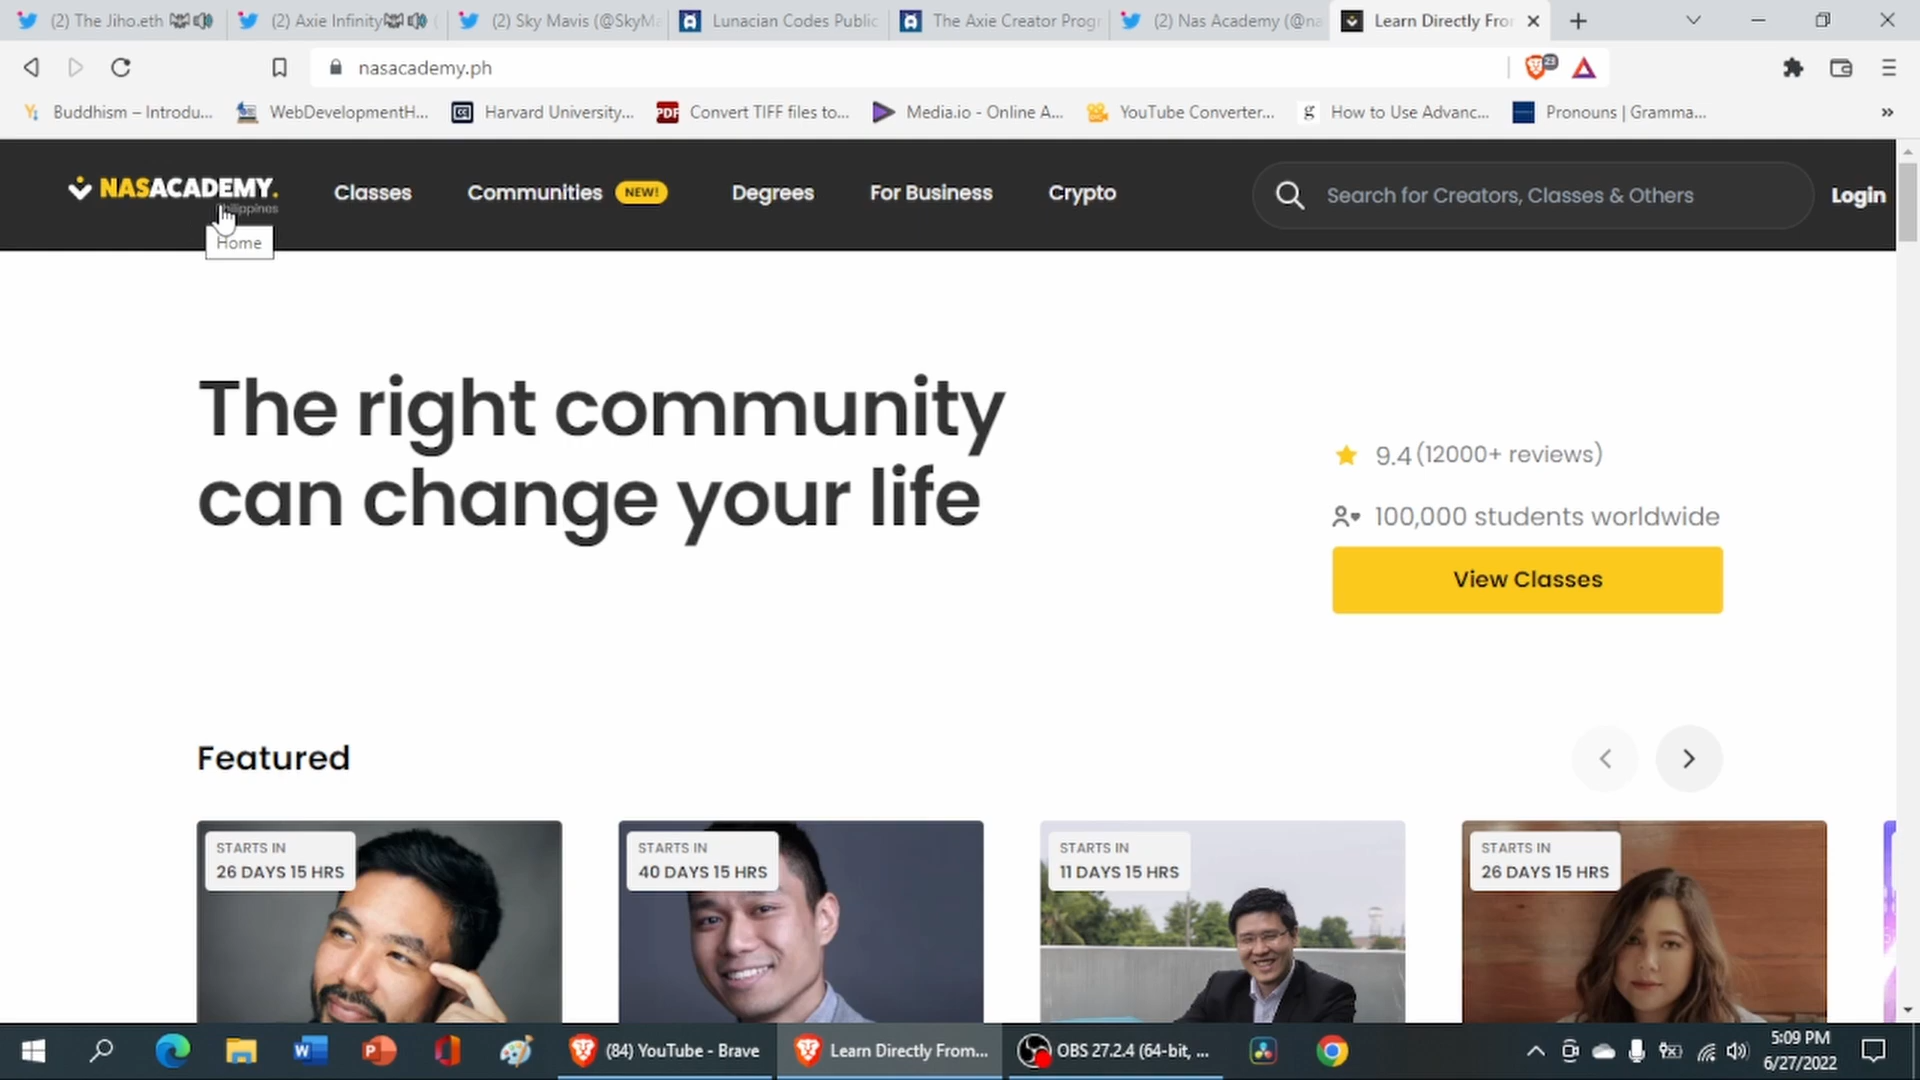 (2) The Jiho.eth
(2) Axie Infinity
(2) Sky Mavis (@SkyMa
Lunacian Codes Public
The Axie Creator Progr
(2) Nas Academy (@na
Learn Directly Fro
nasacademy.ph
23
Buddhism – Introdu...
WebDevelopmentH...
Harvard University...
PDF
Convert TIFF files to...
Media.io - Online A...
YouTube Converter...
g
How to Use Advanc...
Pronouns | Gramma...
»
NASACADEMY.
Philippines
Classes
Communities
NEW!
Degrees
For Business
Crypto
Search for Creators, Classes & Others
Login
Home
The right community
can change your life
9.4 (12000+ reviews)
100,000 students worldwide
View Classes
Featured
STARTS IN
26 DAYS 15 HRS
STARTS IN
40 DAYS 15 HRS
STARTS IN
11 DAYS 15 HRS
STARTS IN
26 DAYS 15 HRS
(84) YouTube - Brave
Learn Directly From...
OBS 27.2.4 (64-bit, ...
5:09 PM
6/27/2022